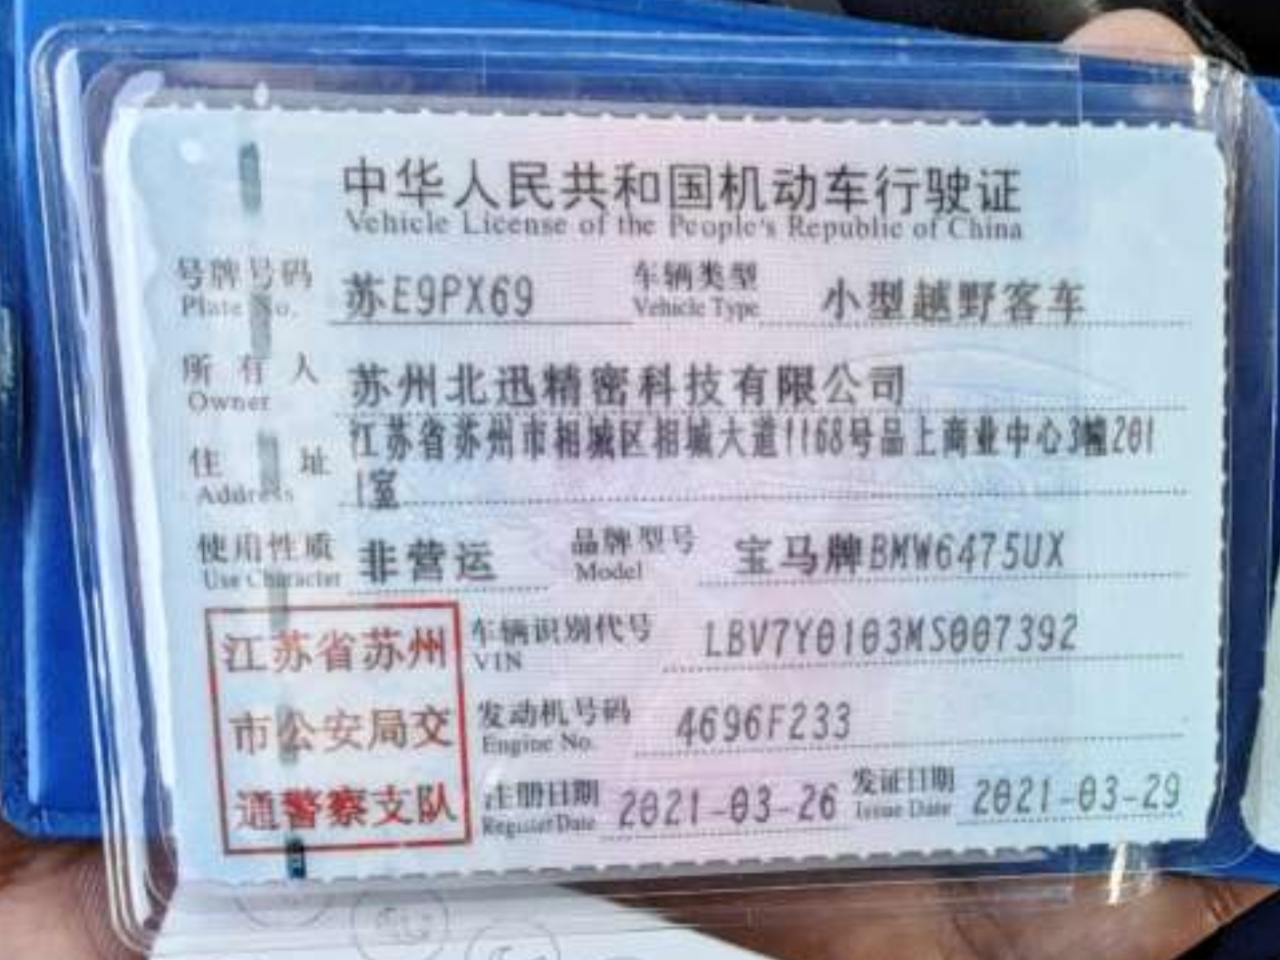 中华人民共和国机动车行驶证
Vehicle License of the People's Republic of China
号牌号码 苏E9PX69 车辆类型 小型越野客车
Plate No. Vehicle Type
所有人 苏州北迅精密科技有限公司
Owner
住址 江苏省苏州市相城区相城大道1168号品上商业中心3幢201
Address 1室
使用性质 非营运 品牌型号 宝马牌BMW6475UX
Use Character Model
江苏省苏州 车辆识别代号 LBV7Y0103MS007392
VIN
市公安局交 发动机号码 4696F233
Engine No.
通警察支队 注册日期 2021-03-26 发证日期 2021-03-29
Register Date Issue Date